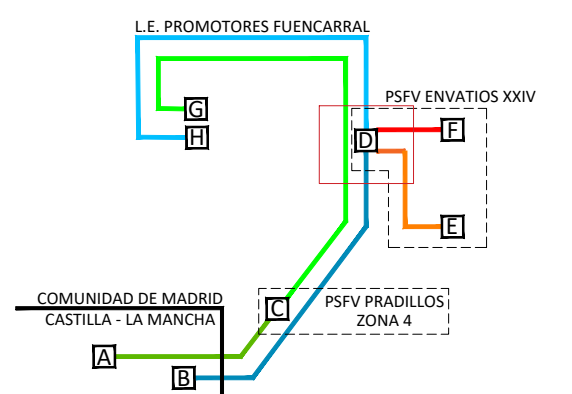 L.E. PROMOTORES FUENCARRAL
PSFV ENVATIOS XXIV
G
F
H
D
E
COMUNIDAD DE MADRID
CASTILLA - LA MANCHA
C
PSFV PRADILLOS
ZONA 4
A
B